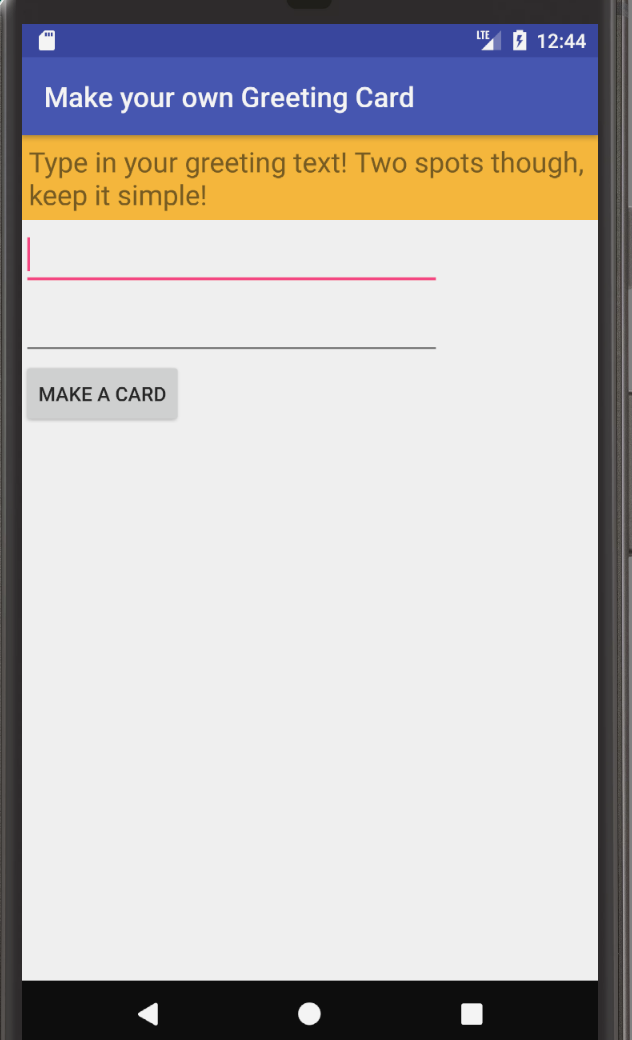 LTE 12:44
Make your own Greeting Card
Type in your greeting text! Two spots though,
keep it simple!
MAKE A CARD